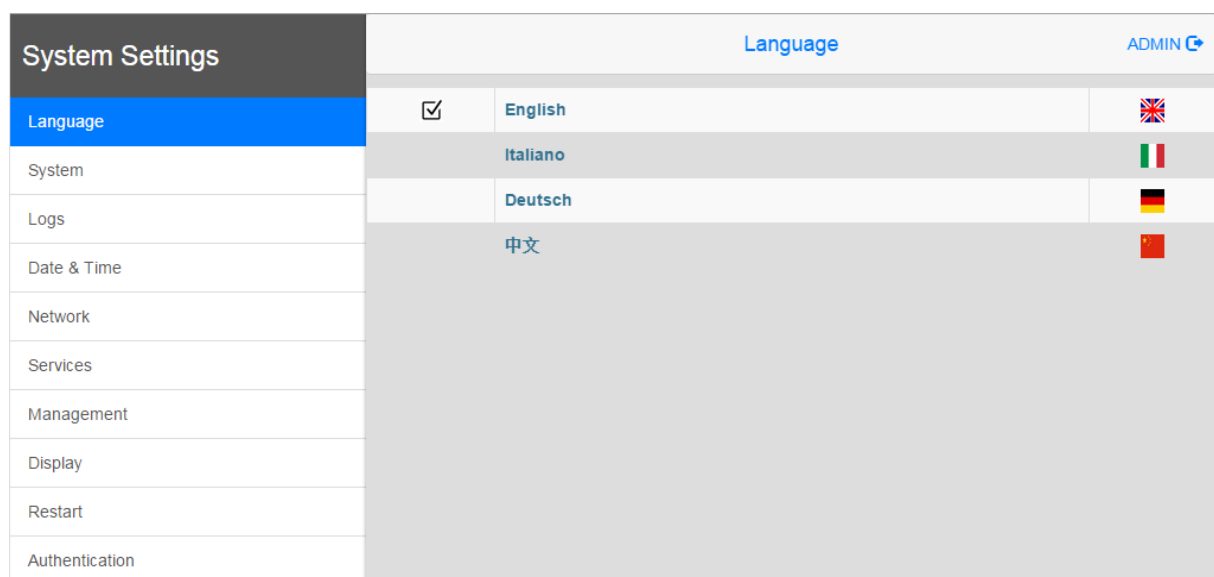 System Settings
Language
System
Logs
Date & Time
Network
Services
Management
Display
Restart
Authentication
Language
ADMIN
English
Italiano
Deutsch
中文